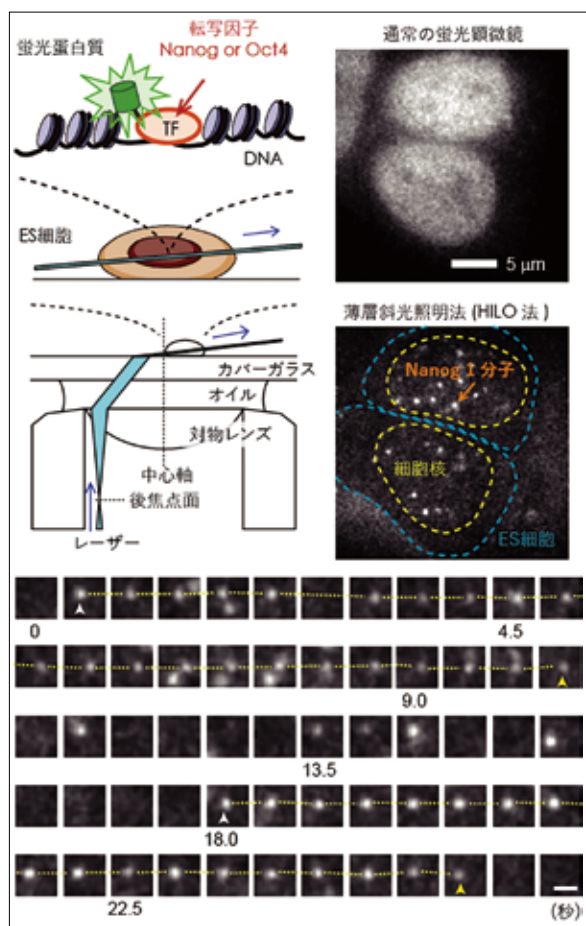 転写因子
Nanog or Oct4
蛍光蛋白質
TF
DNA
通常の蛍光顕微鏡
5 μm
ES細胞
カバーガラス
オイル
対物レンズ
中心軸
後焦点面
レーザー
薄層斜光照明法(HILO法)
Nanog 1 分子
細胞核
ES細胞
0
4.5
9.0
13.5
18.0
22.5
(秒)